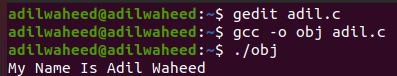 adilwaheed@adilwaheed:~$ gedit adil.c
adilwaheed@adilwaheed:~$ gcc -o obj adil.c
adilwaheed@adilwaheed:~$ ./obj
My Name Is Adil Waheed